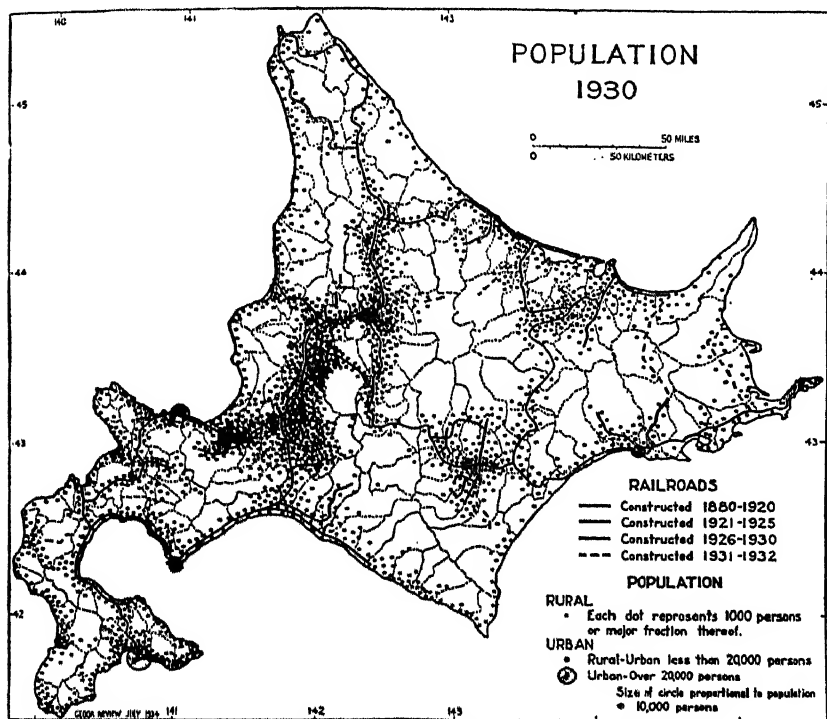 140 141 143
POPULATION
1930
45 45
0 50 MILES
0 50 KILOMETERS
44 44
43 43
RAILROADS
Constructed 1880-1920
Constructed 1921-1925
Constructed 1926-1930
Constructed 1931-1932
POPULATION
42
RURAL
Each dot represents 1000 persons
or major fraction thereof.
URBAN
Rural-Urban less than 20,000 persons
Urban-Over 20,000 persons
Size of circle proportional to population
10,000 persons
GEOGR. REVIEW JULY 1934 141 142 143